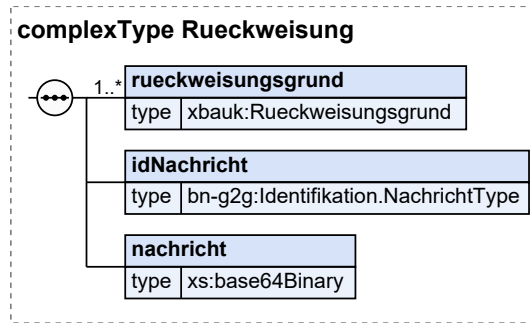 complexType Rueckweisung
1..*
rueckweisungsgrund
type xbauk:Rueckweisungsgrund
idNachricht
type bn-g2g:Identifikation.NachrichtType
nachricht
type xs:base64Binary